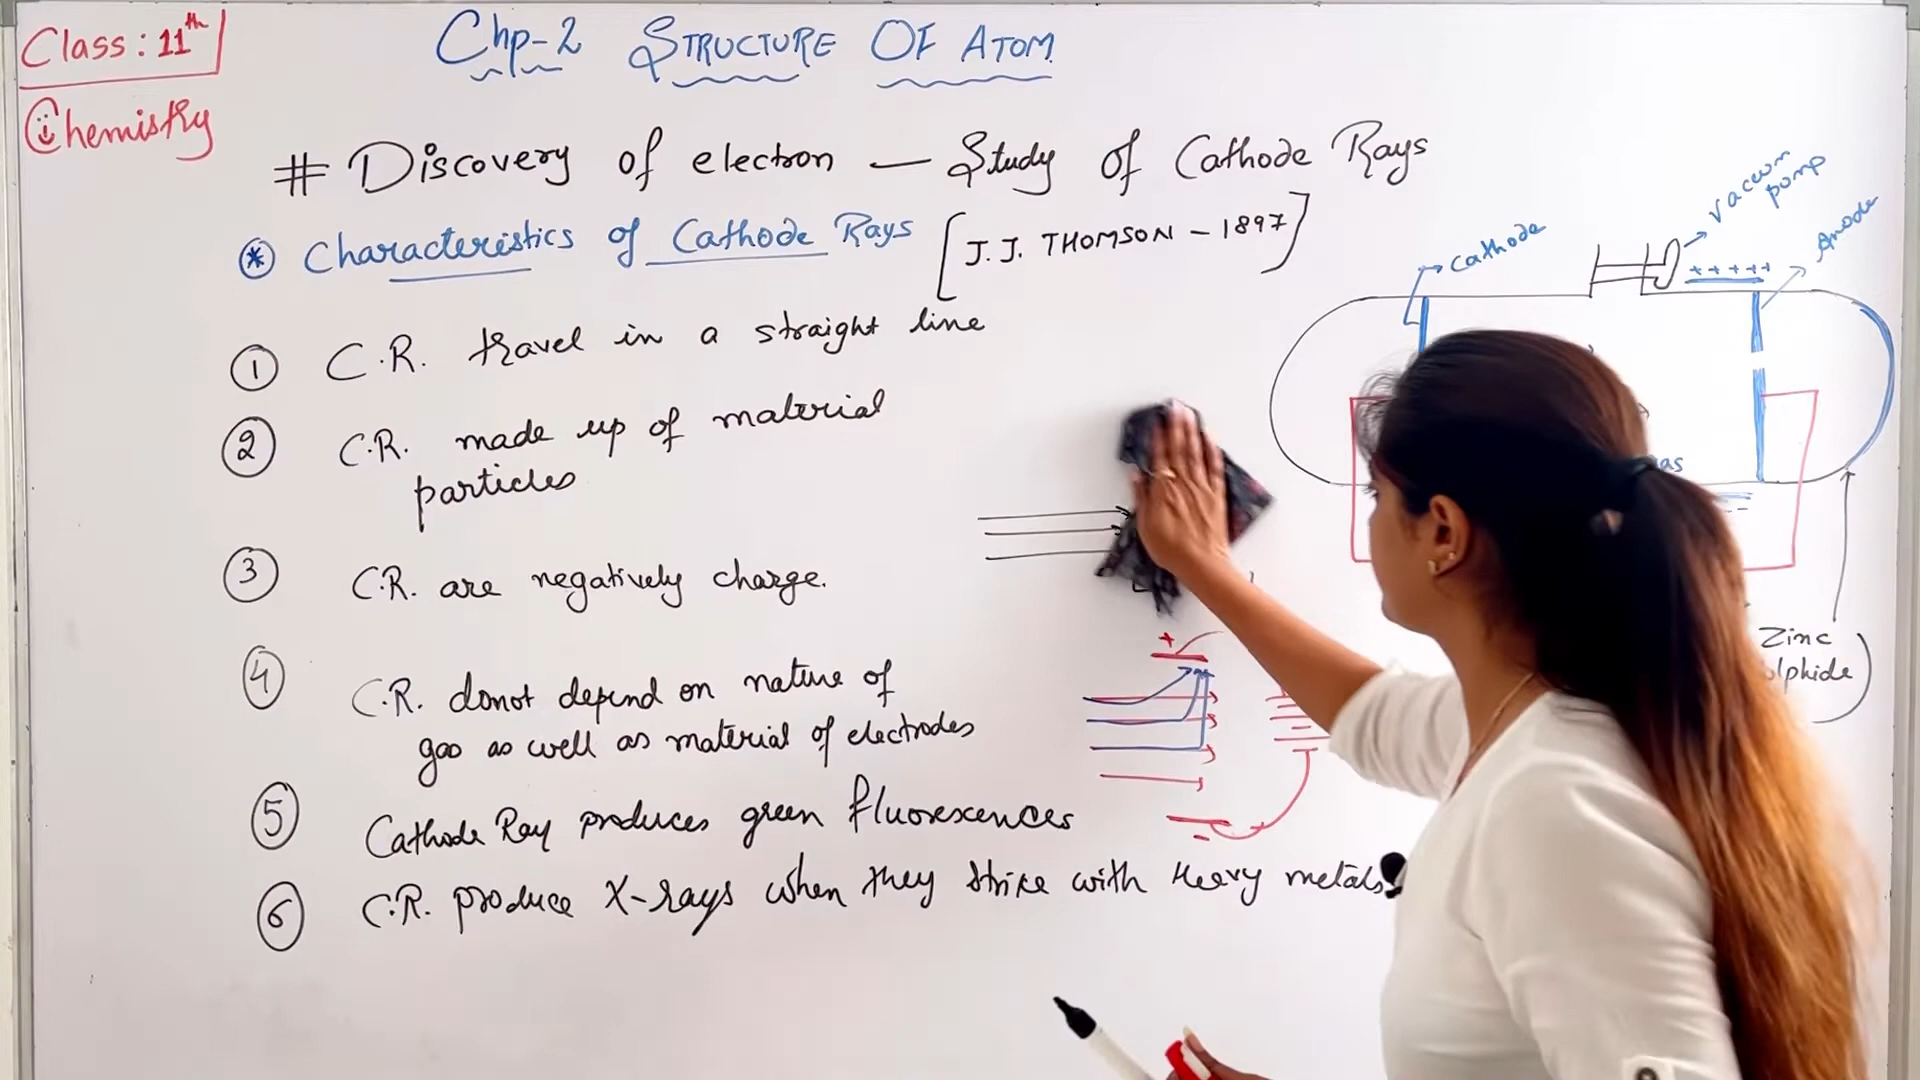 Class: 11th
Chemistry
Chp-2 STRUCTURE OF ATOM
# Discovery of electron — Study of Cathode Rays
* Characteristics of Cathode Rays [J.J. THOMSON – 1897]
① C.R. travel in a straight line
② C.R. made up of material
particles
③ C.R. are negatively charge.
④ C.R. donot depend on nature of
gas as well as material of electrodes
⑤ Cathode Ray produces green fluorescences
⑥ C.R. produce X-rays when they strike with Heavy metals
Cathode
Vaccum
pump
+ + + + +
Anode
Zinc
+
-